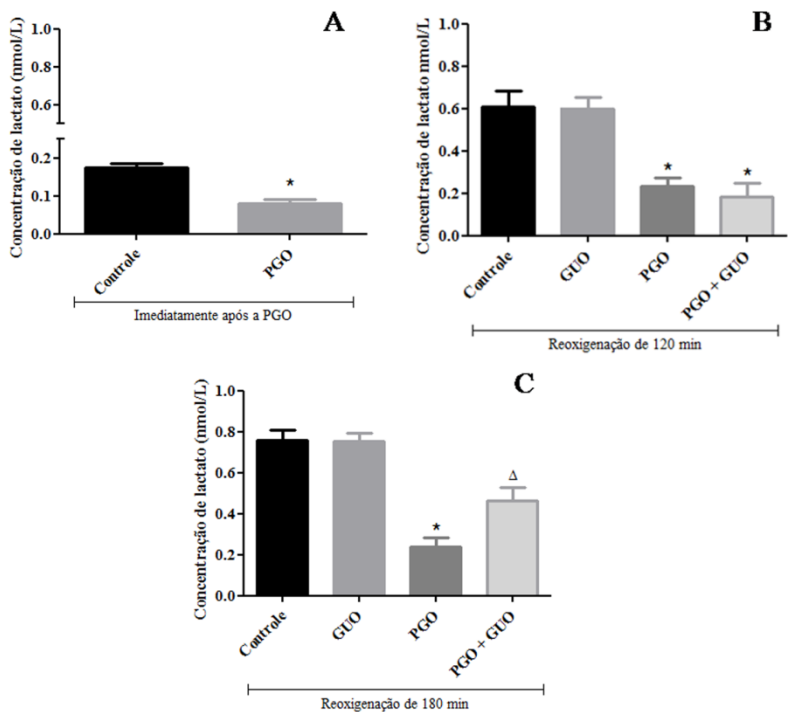 A
Concentração de lactato (nmol/L)
1.0
0.8
0.6
0.2
0.1
0.0
*
Controle
PGO
Imediatamente após a PGO
B
Concentração de lactato nmol/L)
1.0
0.8
0.6
0.4
0.2
0.0
*
*
Controle
GUO
PGO
PGO + GUO
Reoxigenação de 120 min
C
Concentração de lactato (nmol/L)
1.0
0.8
0.6
0.4
0.2
0.0
*
Δ
Controle
GUO
PGO
PGO + GUO
Reoxigenação de 180 min